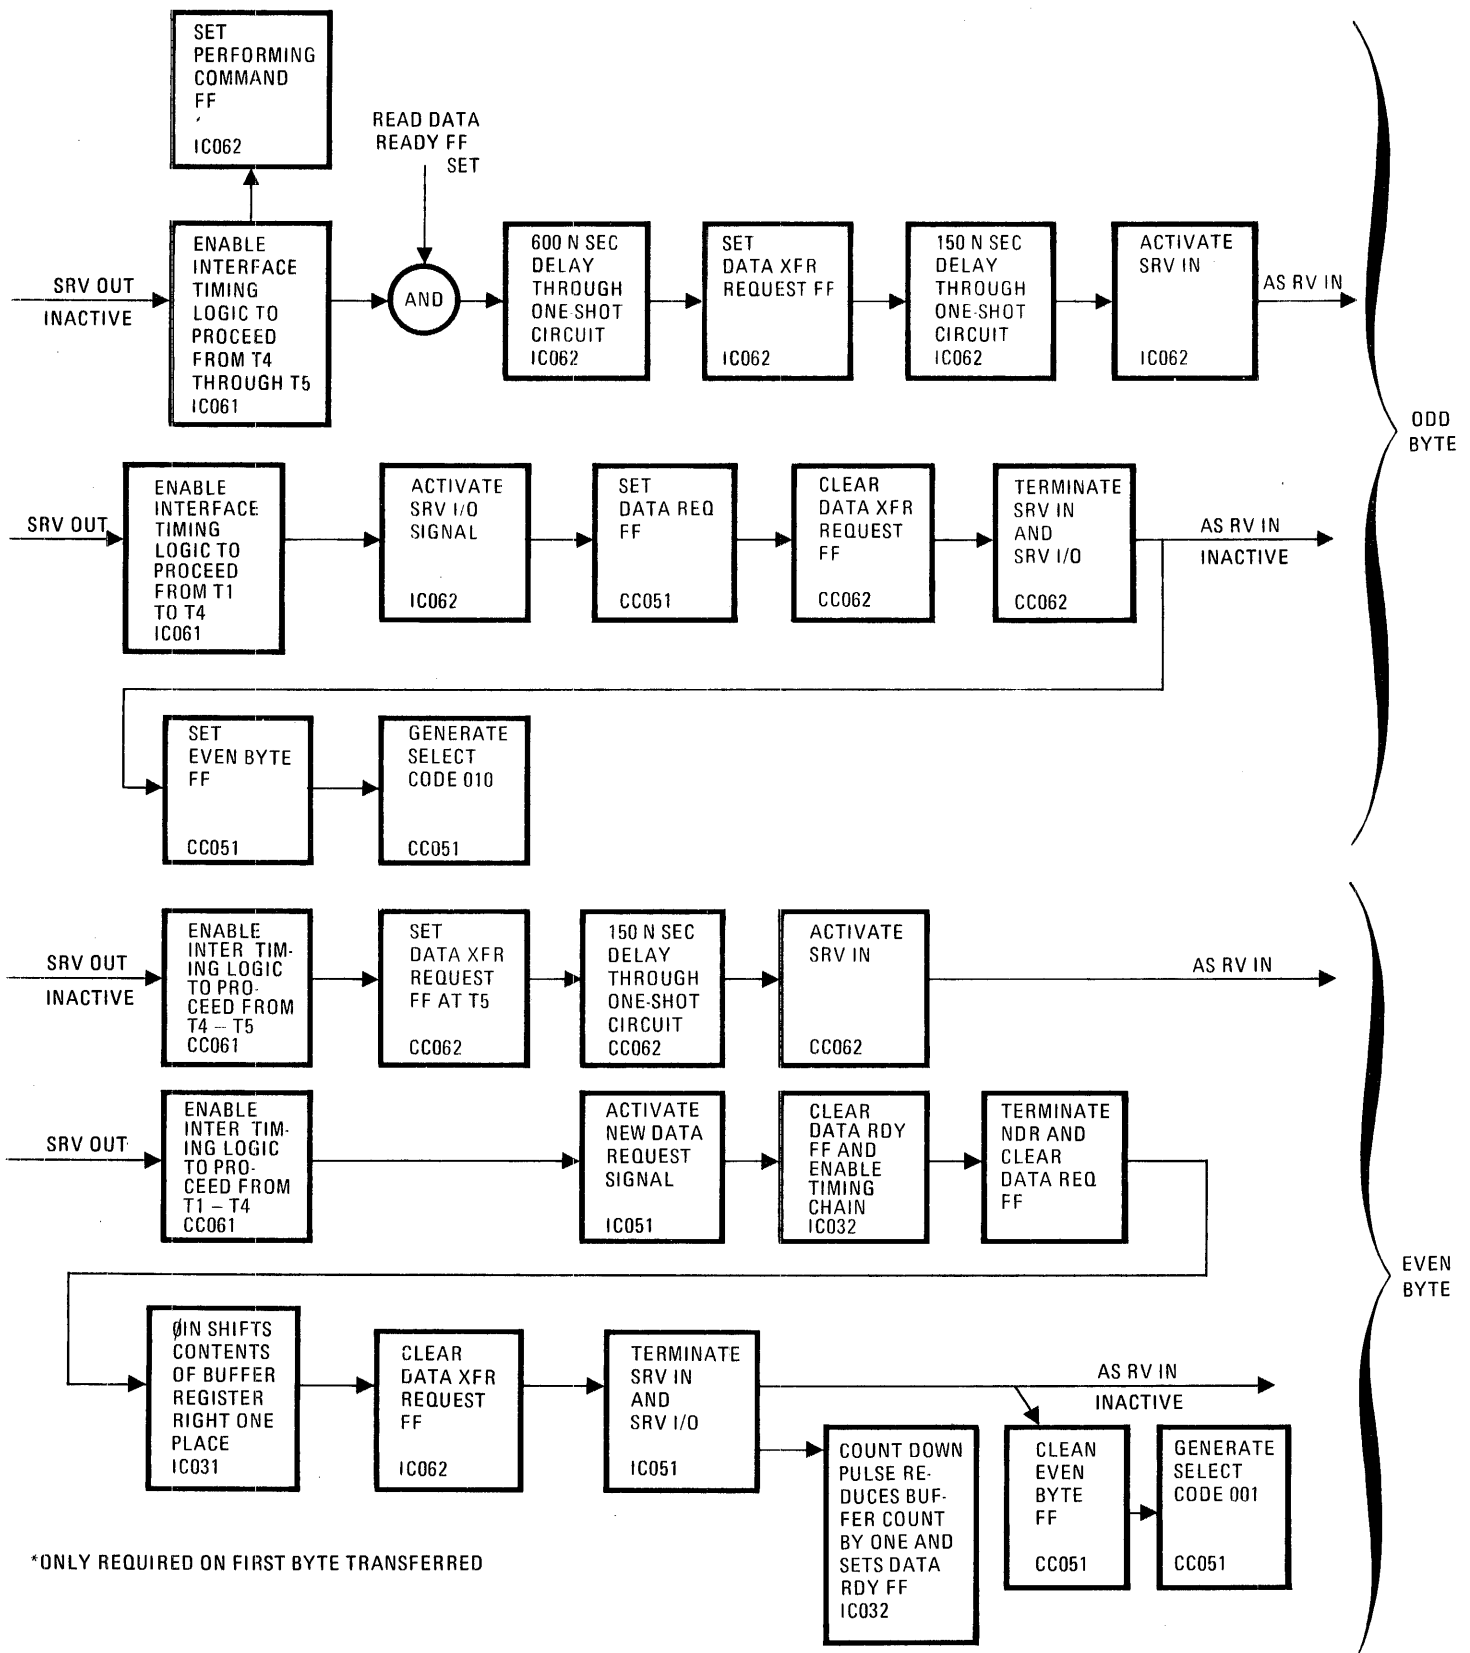 SET
PERFORMING
COMMAND
FF
IC062
READ DATA
READY FF
SET
SRV OUT
INACTIVE
ENABLE
INTERFACE
TIMING
LOGIC TO
PROCEED
FROM T4
THROUGH T5
IC061
AND
600 N SEC
DELAY
THROUGH
ONE-SHOT
CIRCUIT
IC062
SET
DATA XFR
REQUEST FF
IC062
150 N SEC
DELAY
THROUGH
ONE-SHOT
CIRCUIT
IC062
ACTIVATE
SRV IN
IC062
AS RV IN
ODD
BYTE
SRV OUT
ENABLE
INTERFACE
TIMING
LOGIC TO
PROCEED
FROM T1
TO T4
IC061
ACTIVATE
SRV I/O
SIGNAL
IC062
SET
DATA REQ
FF
CC051
CLEAR
DATA XFR
REQUEST
FF
CC062
TERMINATE
SRV IN
AND
SRV I/O
CC062
AS RV IN
INACTIVE
SET
EVEN BYTE
FF
CC051
GENERATE
SELECT
CODE 010
CC051
SRV OUT
INACTIVE
ENABLE
INTER TIM-
ING LOGIC
TO PRO-
CEED FROM
T4 – T5
CC061
SET
DATA XFR
REQUEST
FF AT T5
CC062
150 N SEC
DELAY
THROUGH
ONE-SHOT
CIRCUIT
CC062
ACTIVATE
SRV IN
CC062
AS RV IN
SRV OUT
ENABLE
INTER TIM-
ING LOGIC
TO PRO-
CEED FROM
T1 – T4
CC061
ACTIVATE
NEW DATA
REQUEST
SIGNAL
IC051
CLEAR
DATA RDY
FF AND
ENABLE
TIMING
CHAIN
IC032
TERMINATE
NDR AND
CLEAR
DATA REQ
FF
EVEN
BYTE
ØIN SHIFTS
CONTENTS
OF BUFFER
REGISTER
RIGHT ONE
PLACE
IC031
CLEAR
DATA XFR
REQUEST
FF
IC062
TERMINATE
SRV IN
AND
SRV I/O
IC051
AS RV IN
INACTIVE
COUNT DOWN
PULSE RE-
DUCES BUF-
FER COUNT
BY ONE AND
SETS DATA
RDY FF
IC032
CLEAN
EVEN
BYTE
FF
CC051
GENERATE
SELECT
CODE 001
CC051
*ONLY REQUIRED ON FIRST BYTE TRANSFERRED